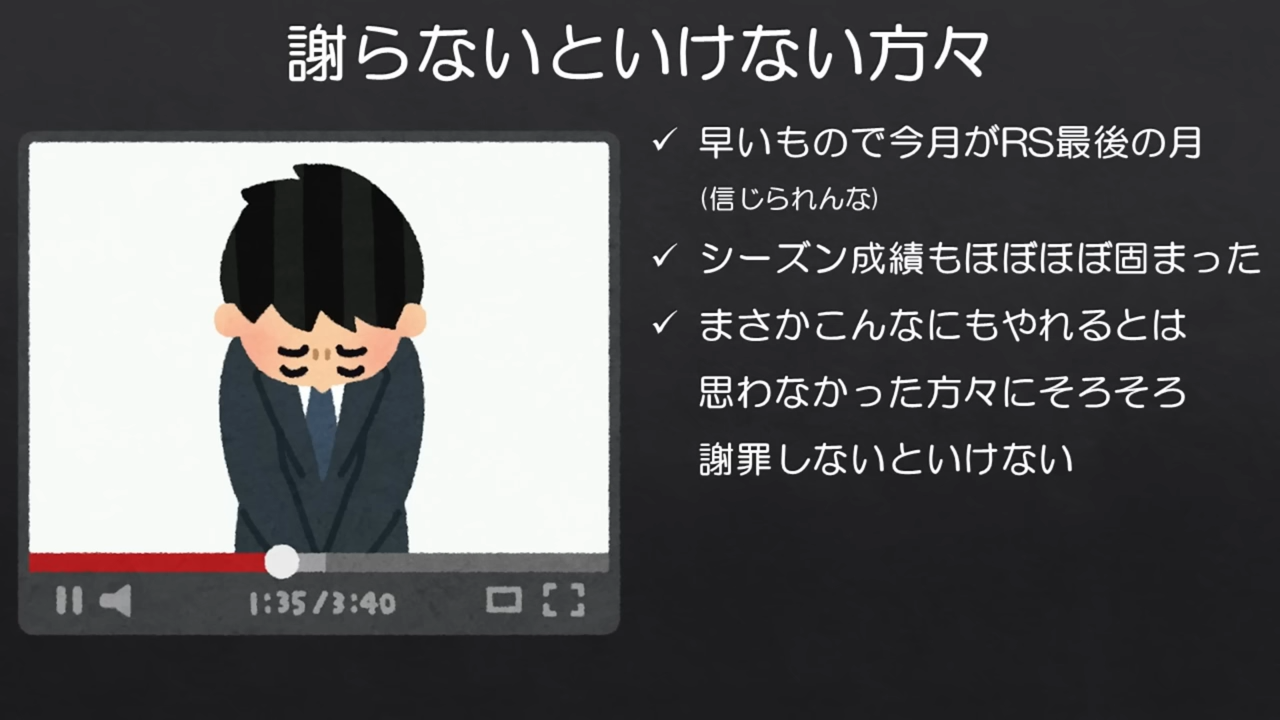 謝らないといけない方々
✓ 早いもので今月がRS最後の月
(信じられんな)
✓ シーズン成績もほぼほぼ固まった
✓ まさかこんなにもやれるとは
思わなかった方々にそろそろ
謝罪しないといけない
1:35/3:40